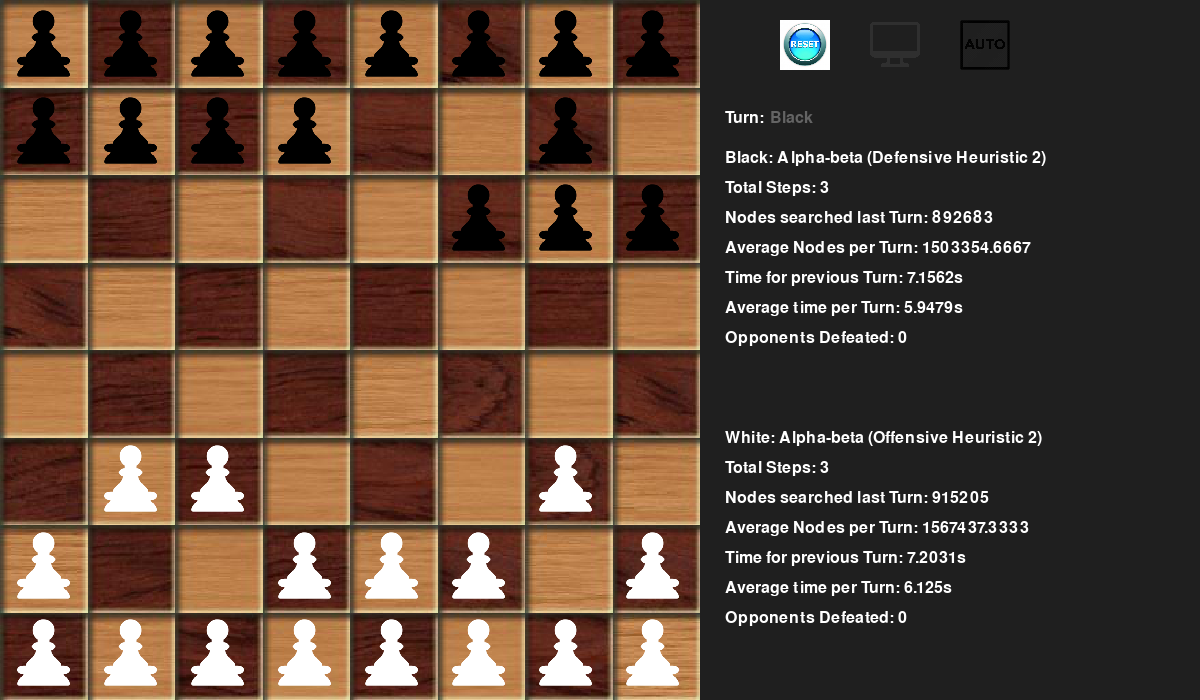 RESET
AUTO
Turn: Black
Black: Alpha-beta (Defensive Heuristic 2)
Total Steps: 3
Nodes searched last Turn: 892683
Average Nodes per Turn: 1503354.6667
Time for previous Turn: 7.1562s
Average time per Turn: 5.9479s
Opponents Defeated: 0
White: Alpha-beta (Offensive Heuristic 2)
Total Steps: 3
Nodes searched last Turn: 915205
Average Nodes per Turn: 1567437.3333
Time for previous Turn: 7.2031s
Average time per Turn: 6.125s
Opponents Defeated: 0